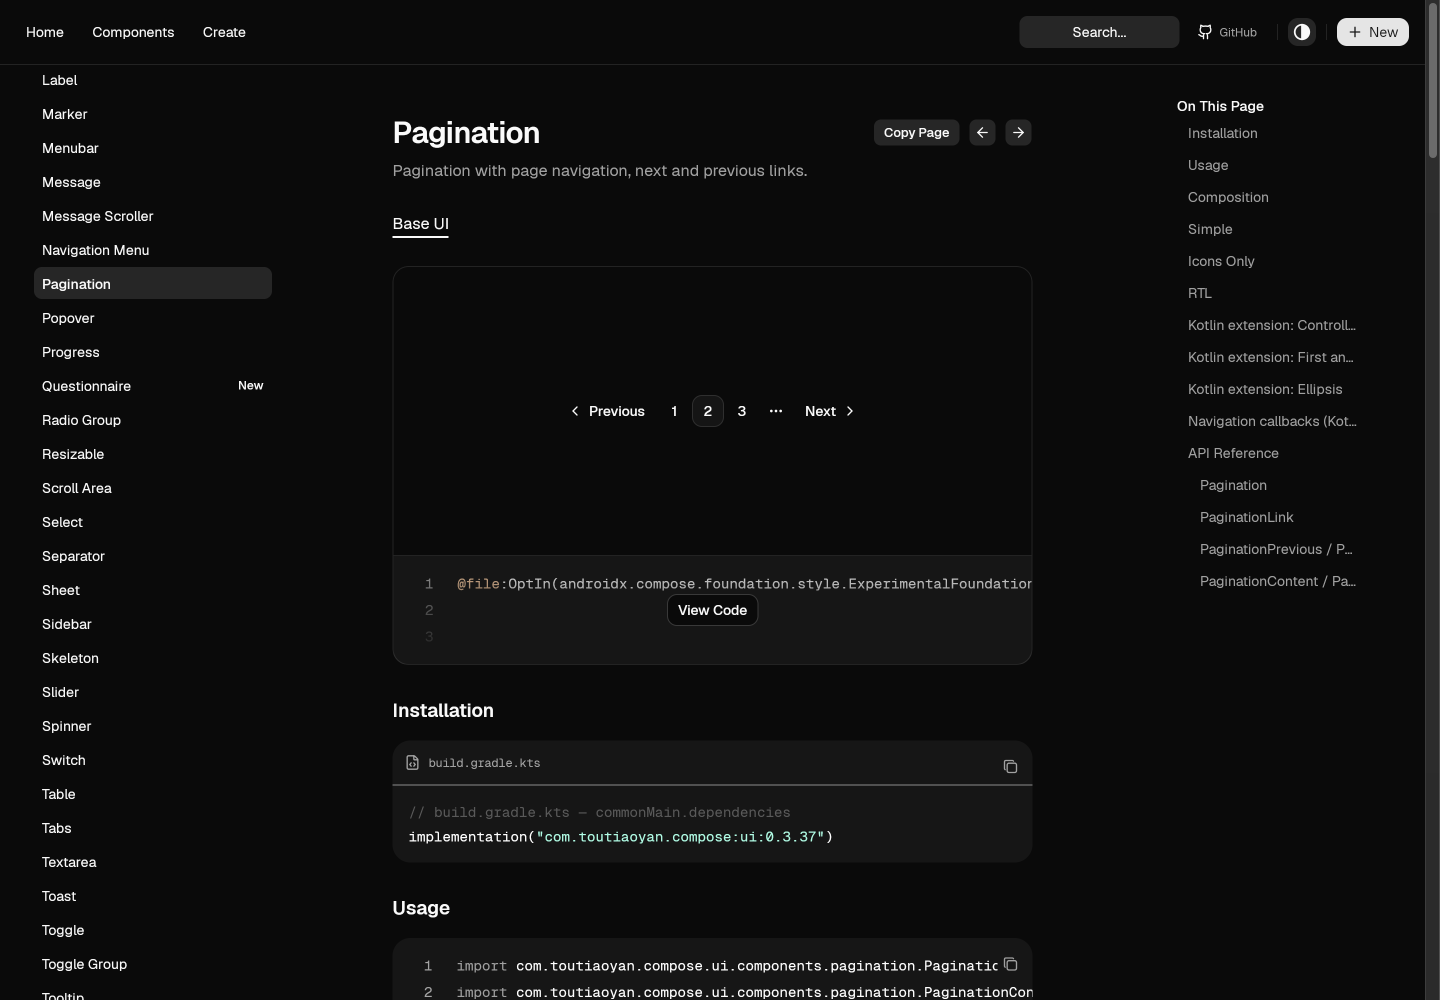 Home
Components
Create
Search...
GitHub
New
Label
Marker
Menubar
Message
Message Scroller
Navigation Menu
Pagination
Popover
Progress
Questionnaire New
Radio Group
Resizable
Scroll Area
Select
Separator
Sheet
Sidebar
Skeleton
Slider
Spinner
Switch
Table
Tabs
Textarea
Toast
Toggle
Toggle Group
Tooltip
Pagination
Copy Page
Pagination with page navigation, next and previous links.
Base UI
Previous 1 2 3 ••• Next
1 @file:OptIn(androidx.compose.foundation.style.ExperimentalFoundation
2
3
View Code
Installation
build.gradle.kts
// build.gradle.kts — commonMain.dependencies
implementation("com.toutiaoyan.compose:ui:0.3.37")
Usage
1 import com.toutiaoyan.compose.ui.components.pagination.Paginatio
2 import com.toutiaoyan.compose.ui.components.pagination.PaginationCon
On This Page
Installation
Usage
Composition
Simple
Icons Only
RTL
Kotlin extension: Controll…
Kotlin extension: First an…
Kotlin extension: Ellipsis
Navigation callbacks (Kot…
API Reference
Pagination
PaginationLink
PaginationPrevious / P…
PaginationContent / Pa…